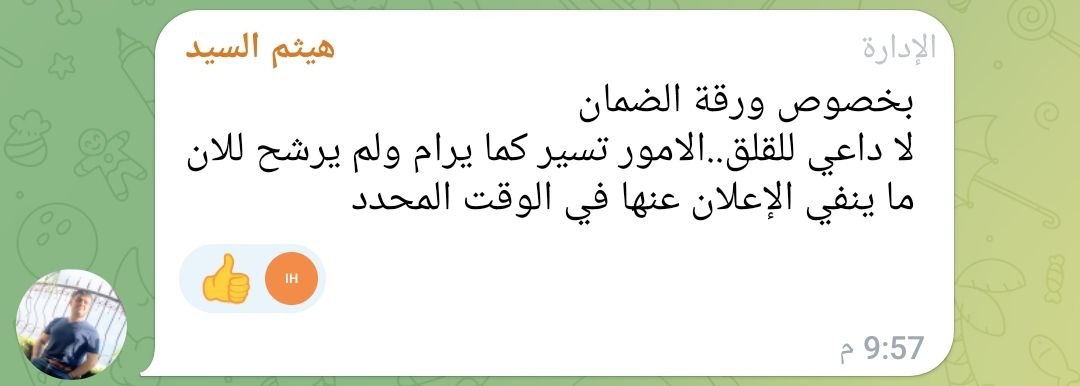 هيثم السيد
الإدارة
بخصوص ورقة الضمان
لا داعي للقلق..الامور تسير كما يرام ولم يرشح للان
ما ينفي الإعلان عنها في الوقت المحدد
IH
9:57 م